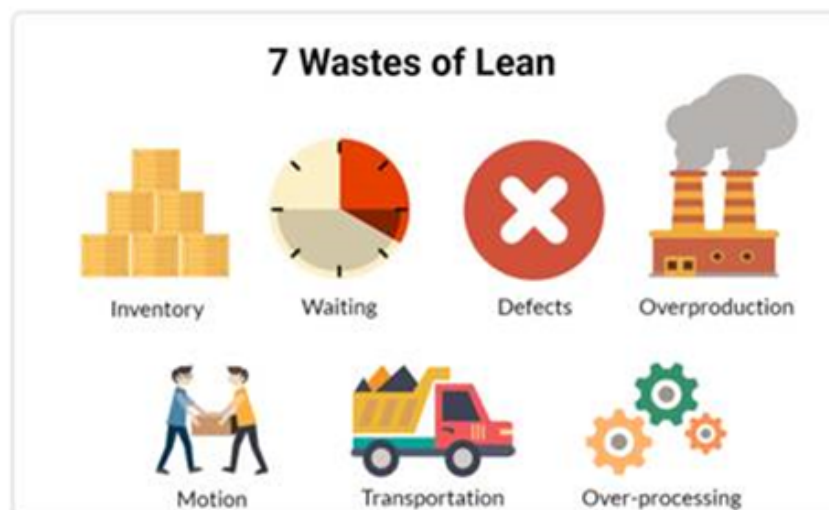 7 Wastes of Lean
Inventory
Waiting
Defects
Overproduction
Motion
Transportation
Over-processing